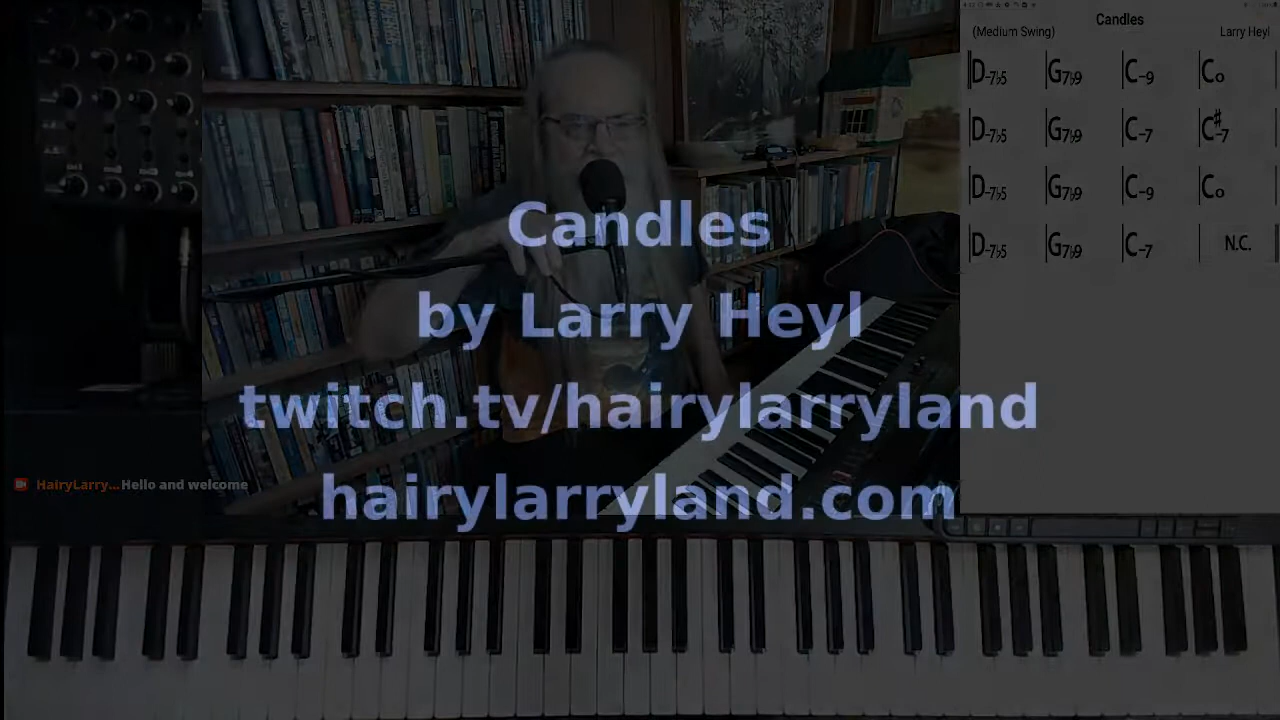 Candles
(Medium Swing)
Larry Heyl
D-7♭5 G7♭9 C-9 Co
D-7♭5 G7♭9 C-7 C♯-7
D-7♭5 G7♭9 C-9 Co
D-7♭5 G7♭9 C-7 N.C.
Candles
by Larry Heyl
twitch.tv/hairylarryland
hairylarryland.com
HairyLarry... Hello and welcome